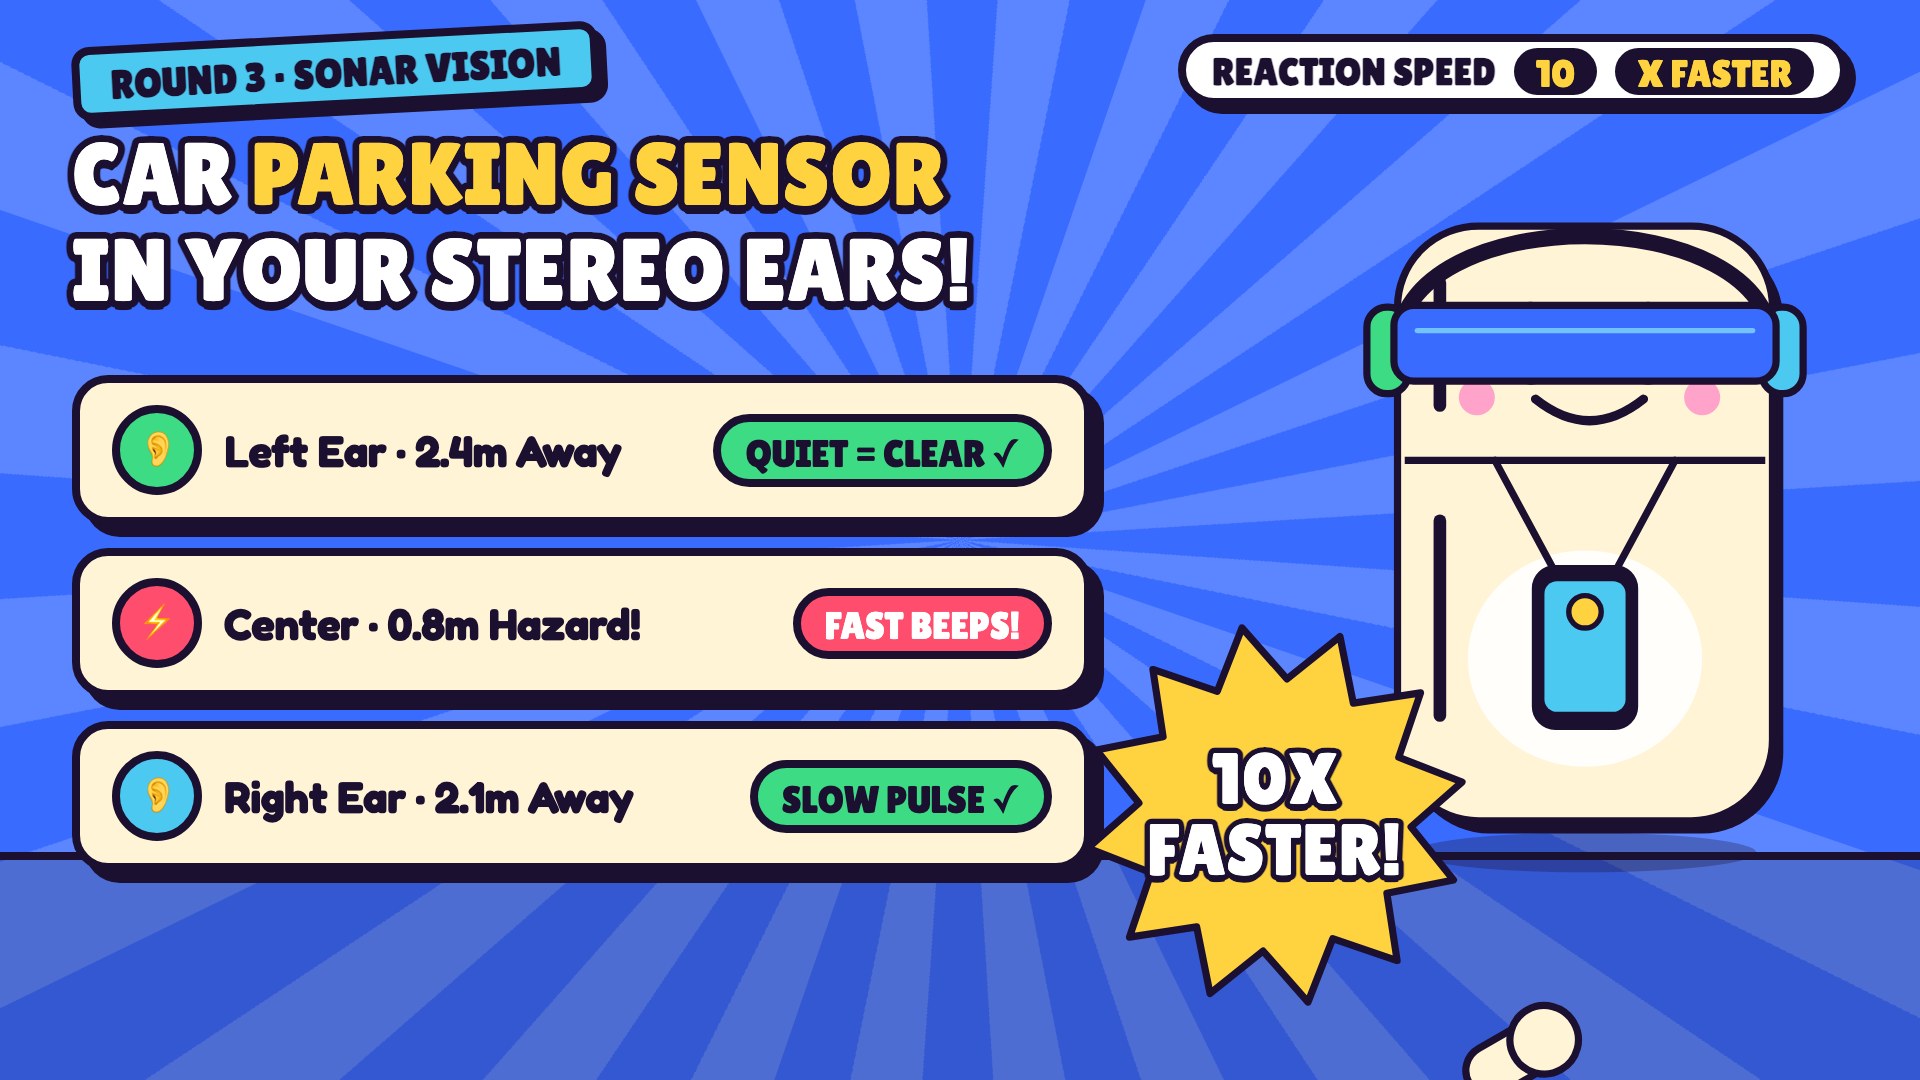 ROUND 3 · SONAR VISION
REACTION SPEED 10 X FASTER
CAR PARKING SENSOR
IN YOUR STEREO EARS!
Left Ear · 2.4m Away
QUIET = CLEAR ✓
Center · 0.8m Hazard!
FAST BEEPS!
Right Ear · 2.1m Away
SLOW PULSE ✓
10X
FASTER!